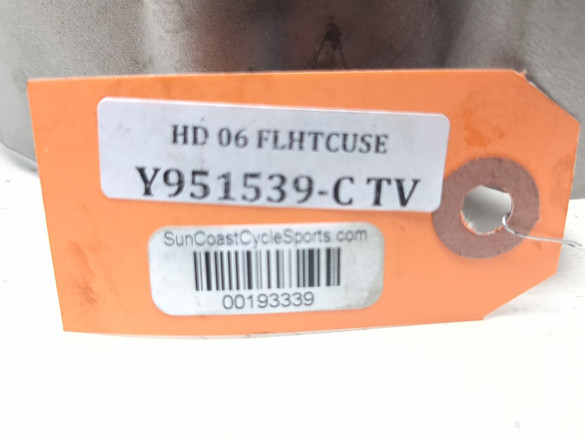 HD 06 FLHTCUSE
Y951539-C TV
SunCoastCycleSports.com
00193339